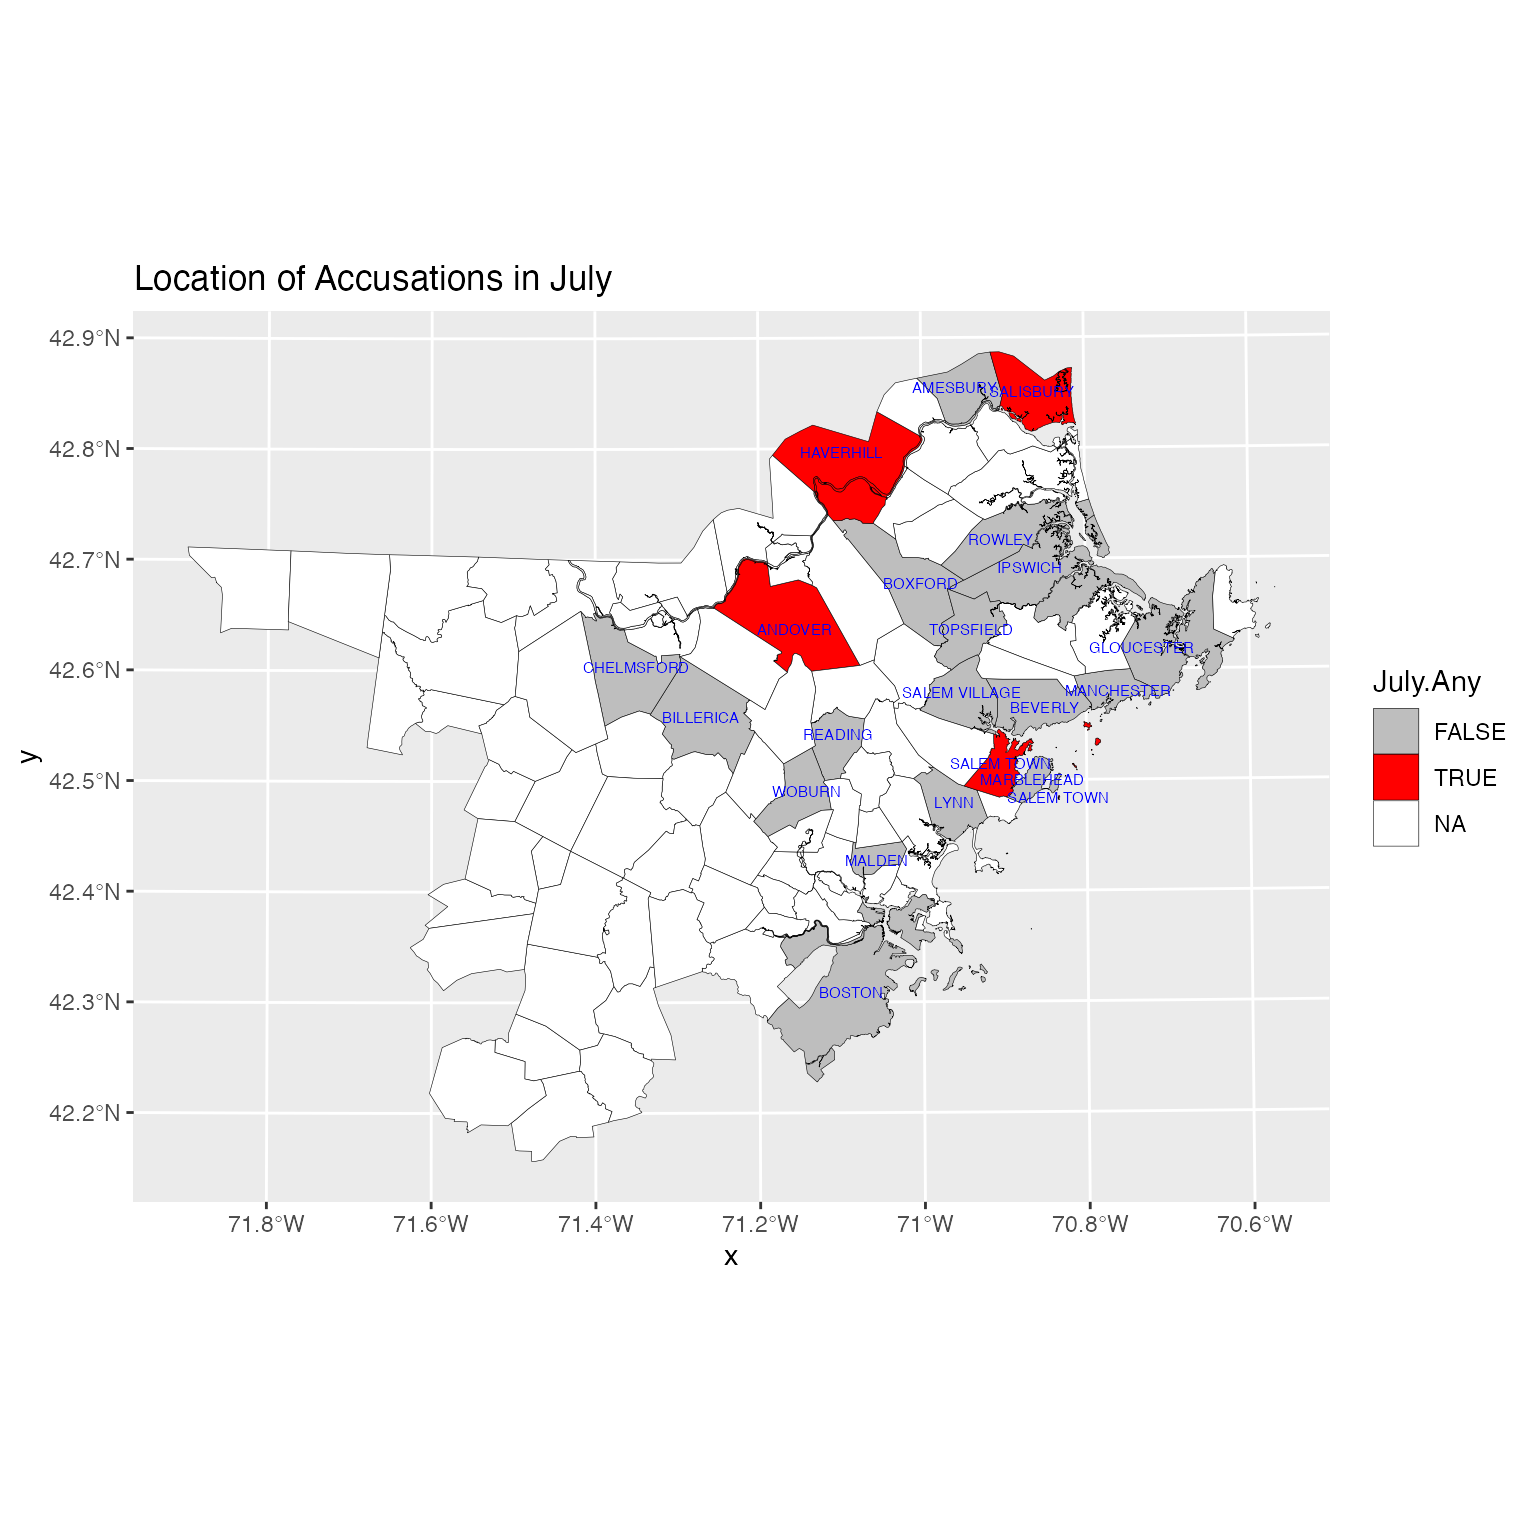 Location of Accusations in July
42.9°N
42.8°N
42.7°N
42.6°N
42.5°N
42.4°N
42.3°N
42.2°N
y
AMESBURY
SALISBURY
HAVERHILL
ROWLEY
IPSWICH
BOXFORD
ANDOVER
TOPSFIELD
GLOUCESTER
CHELMSFORD
SALEM VILLAGE
MANCHESTER
BEVERLY
BILLERICA
READING
SALEM TOWN
MARBLEHEAD
WOBURN
SALEM TOWN
LYNN
MALDEN
BOSTON
71.8°W
71.6°W
71.4°W
71.2°W
71°W
70.8°W
70.6°W
x
July.Any
FALSE
TRUE
NA